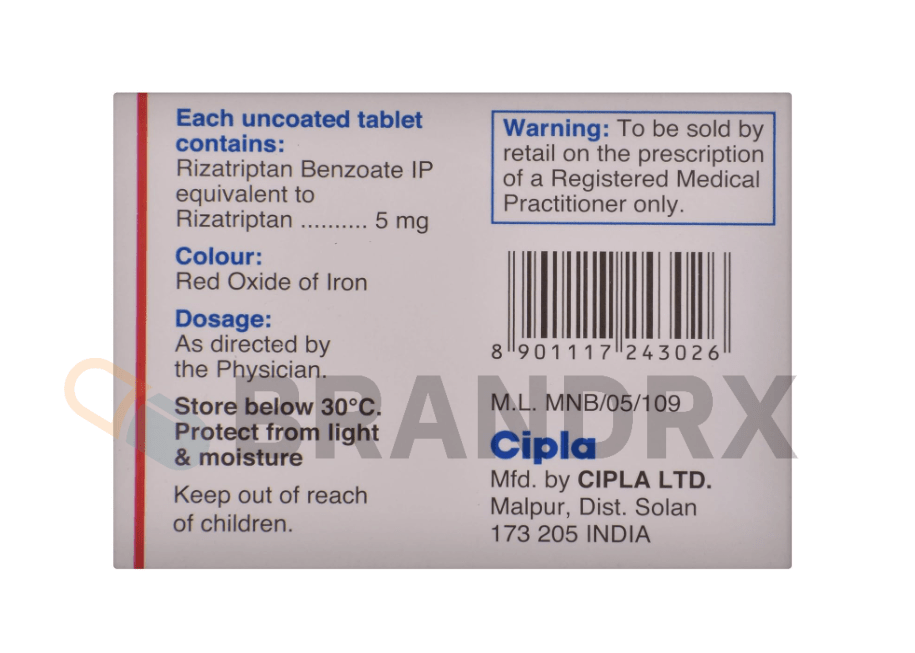 Each uncoated tablet
contains:
Rizatriptan Benzoate IP
equivalent to
Rizatriptan .......... 5 mg
Colour:
Red Oxide of Iron
Dosage:
As directed by
the Physician.
Store below 30°C.
Protect from light
& moisture
Keep out of reach
of children.
Warning: To be sold by
retail on the prescription
of a Registered Medical
Practitioner only.
8 901117 243026
M.L. MNB/05/109
Cipla
Mfd. by CIPLA LTD.
Malpur, Dist. Solan
173 205 INDIA
BRANDRX